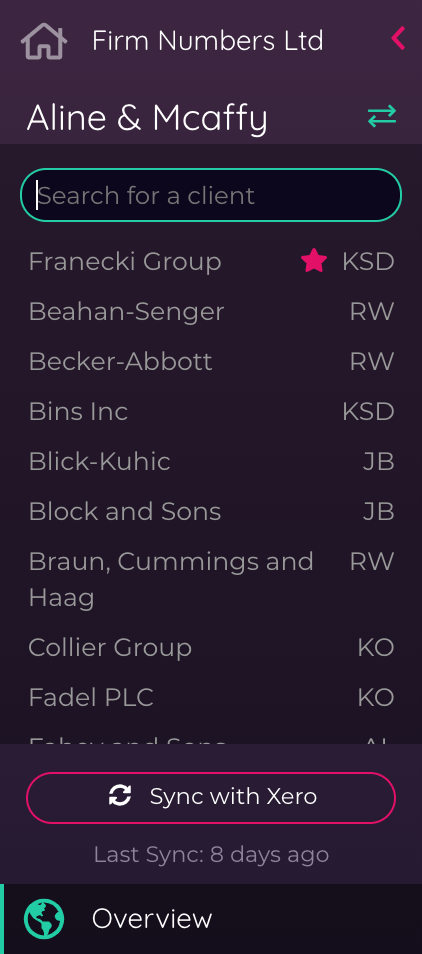 Firm Numbers Ltd
Aline & Mcaffy
Search for a client
Franecki Group KSD
Beahan-Senger RW
Becker-Abbott RW
Bins Inc KSD
Blick-Kuhic JB
Block and Sons JB
Braun, Cummings and RW
Haag
Collier Group KO
Fadel PLC KO
Sync with Xero
Last Sync: 8 days ago
Overview